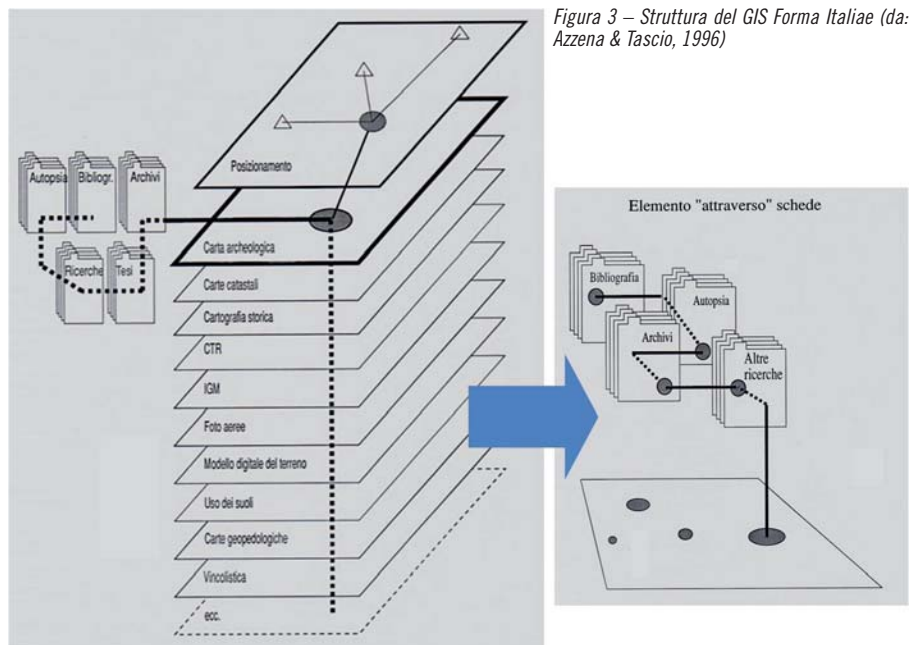 Figura 3 – Struttura del GIS Forma Italiae (da:
Azzena & Tascio, 1996)
Posizionamento
Autopsia
Bibliogr.
Archivi
Ricerche
Tesi
Carta archeologica
Carte catastali
Cartografia storica
CTR
IGM
Foto aeree
Modello digitale del terreno
Uso dei suoli
Carte geopedologiche
Vincolistica
ecc.
Elemento "attraverso" schede
Bibliografia
Autopsia
Archivi
Altre
ricerche